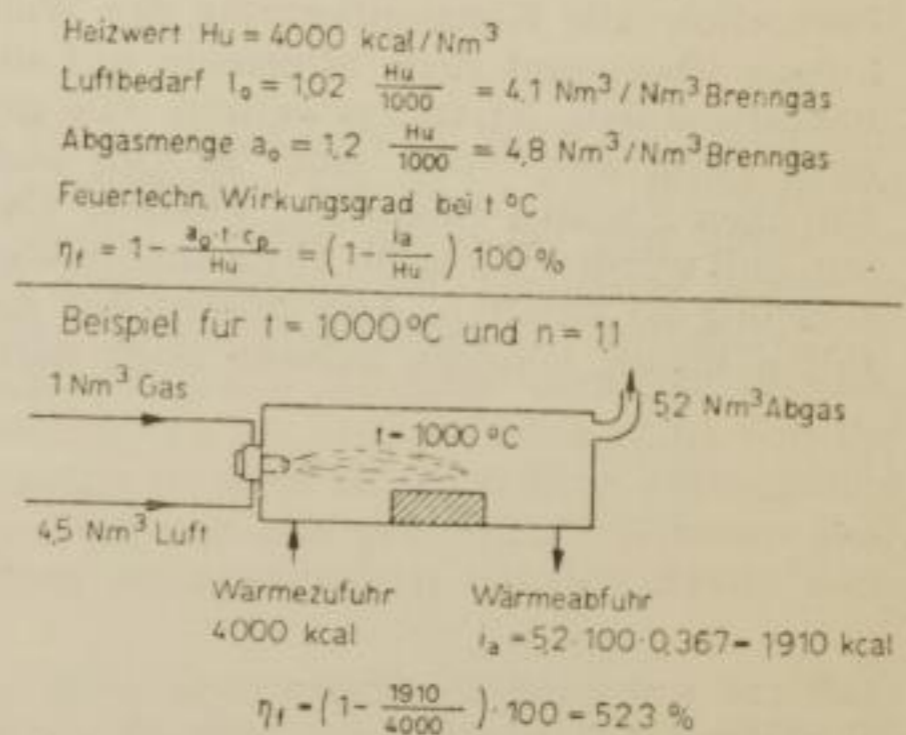 Heizwert Hu = 4000 kcal/Nm³
Luftbedarf l₀ = 1,02 Hu/1000 = 4,1 Nm³/Nm³ Brenngas
Abgasmenge a₀ = 1,2 Hu/1000 = 4,8 Nm³/Nm³ Brenngas
Feuertechn. Wirkungsgrad bei t °C
ηf = 1 - a₀·t·cp/Hu = (1 - ia/Hu) 100 %
Beispiel fur t = 1000 °C und n = 1,1
1 Nm³ Gas
5,2 Nm³ Abgas
t = 1000 °C
4,5 Nm³ Luft
Warmezufuhr
4000 kcal
Wärmeabfuhr
ia = 5,2·100·0,367 = 1910 kcal
ηf = (1 - 1910/4000)·100 = 52,3 %